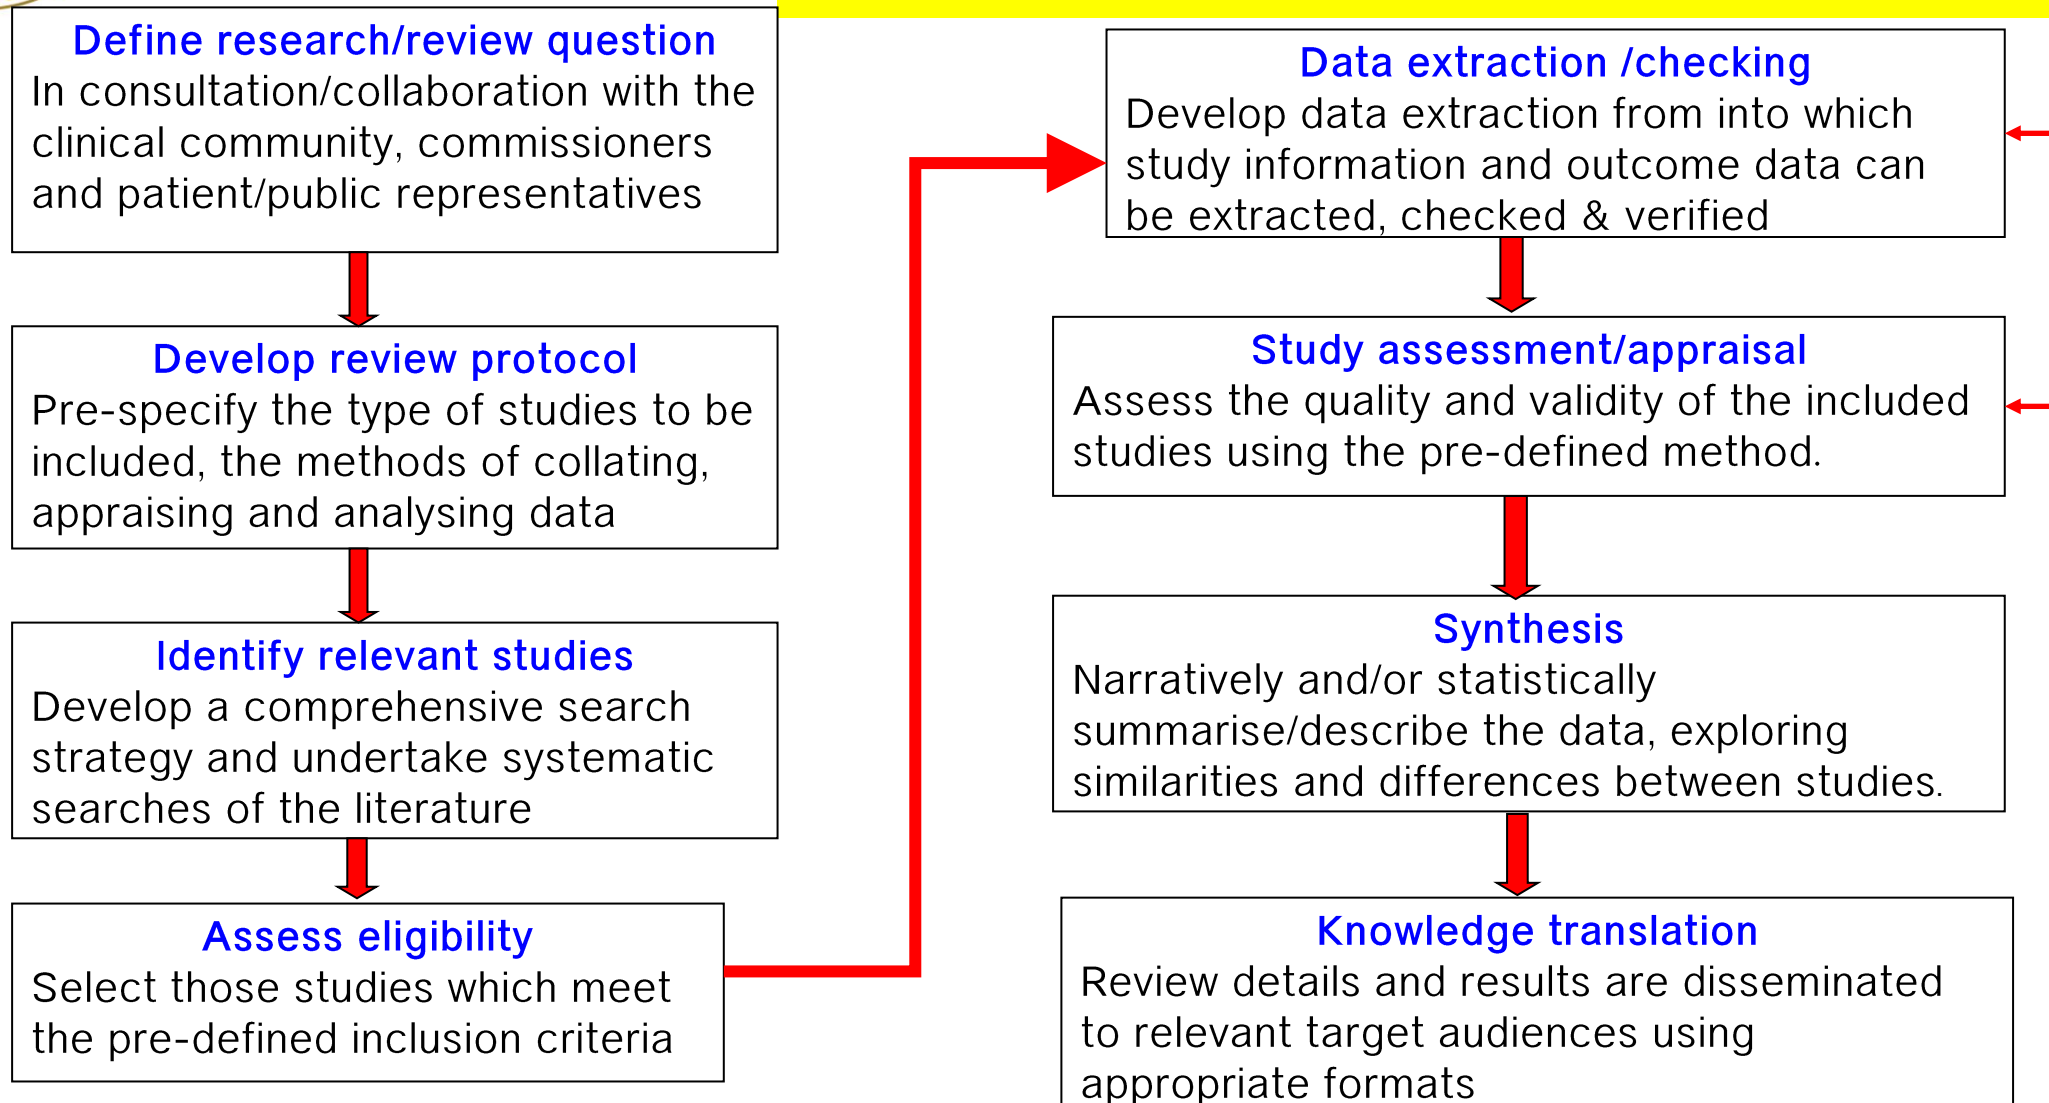 Define research/review question
In consultation/collaboration with the
clinical community, commissioners
and patient/public representatives
Develop review protocol
Pre-specify the type of studies to be
included, the methods of collating,
appraising and analysing data
Identify relevant studies
Develop a comprehensive search
strategy and undertake systematic
searches of the literature
Assess eligibility
Select those studies which meet
the pre-defined inclusion criteria
Data extraction /checking
Develop data extraction from into which
study information and outcome data can
be extracted, checked & verified
Study assessment/appraisal
Assess the quality and validity of the included
studies using the pre-defined method.
Synthesis
Narratively and/or statistically
summarise/describe the data, exploring
similarities and differences between studies.
Knowledge translation
Review details and results are disseminated
to relevant target audiences using
appropriate formats